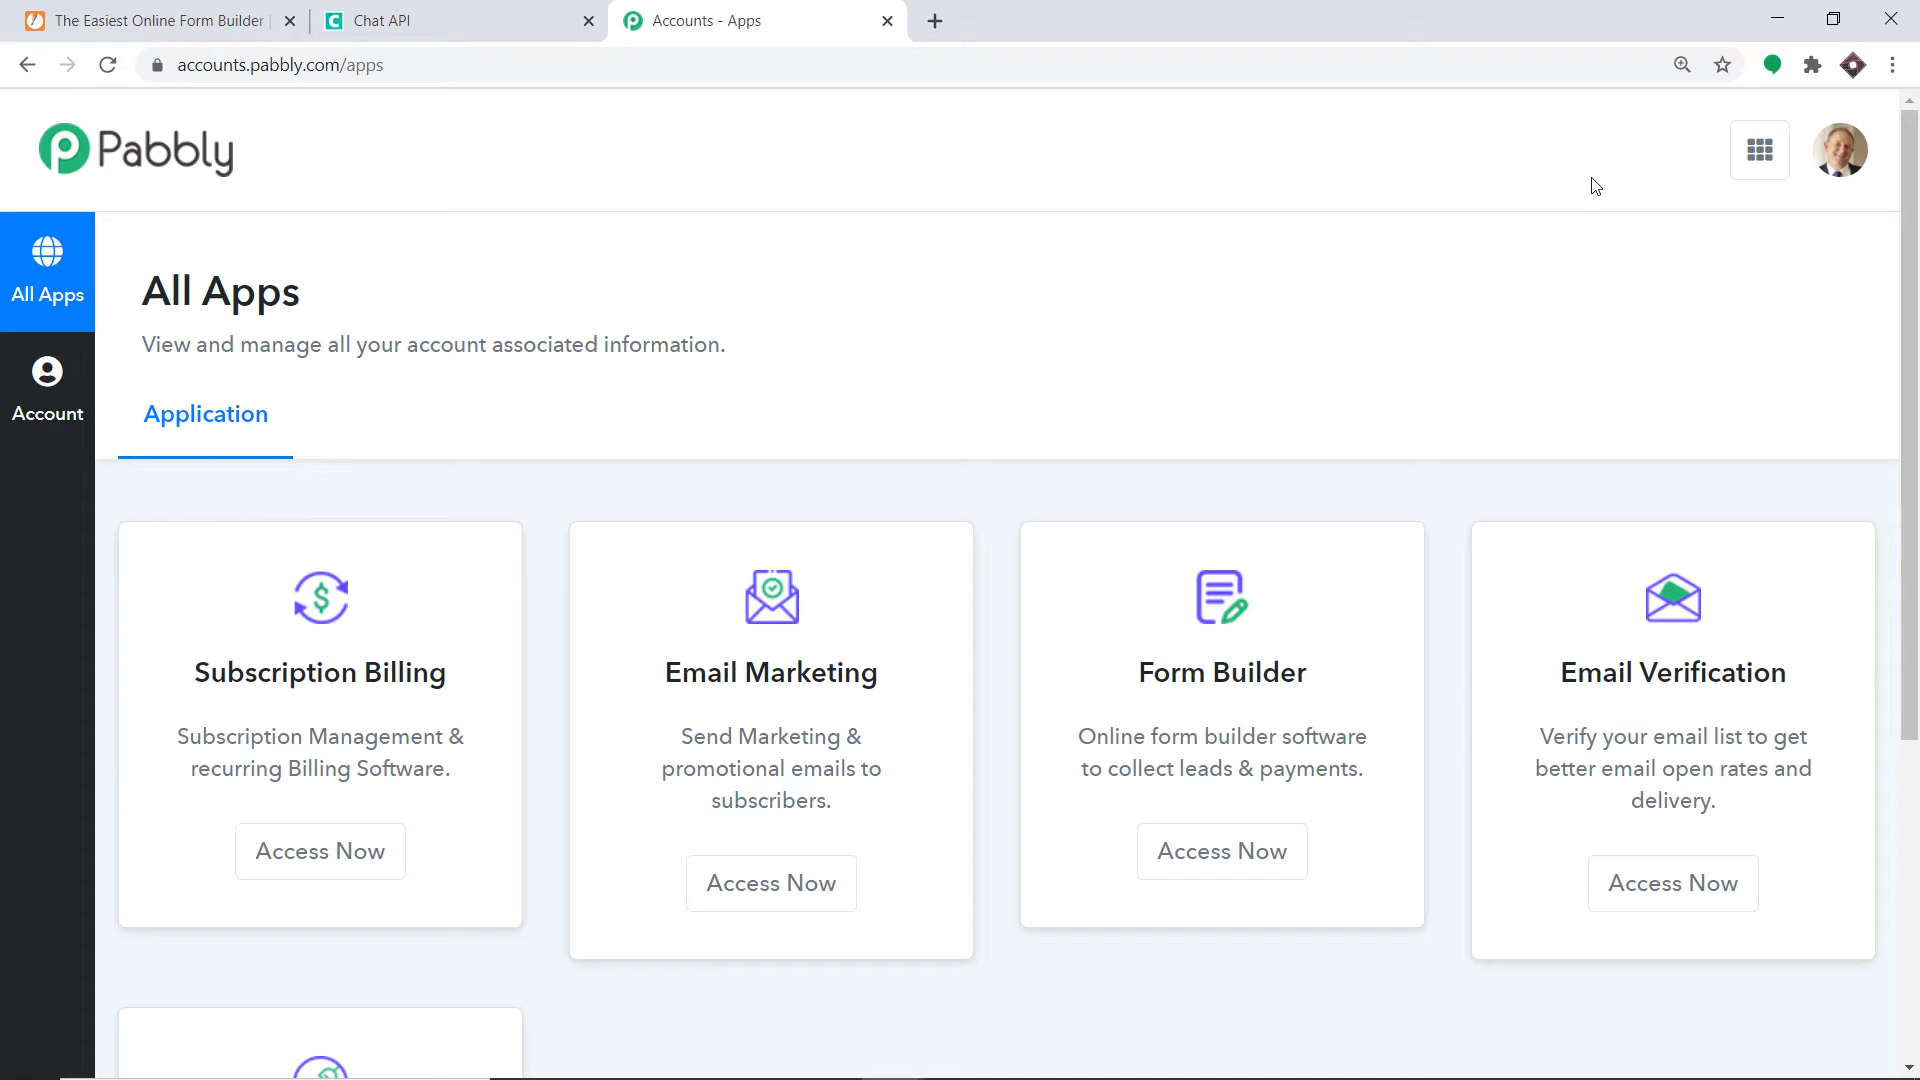 The Easiest Online Form Builder
Chat API
Accounts - Apps
accounts.pabbly.com/apps
Pabbly
All Apps
Account
All Apps
View and manage all your account associated information.
Application
Subscription Billing
Subscription Management &
recurring Billing Software.
Access Now
Email Marketing
Send Marketing &
promotional emails to
subscribers.
Access Now
Form Builder
Online form builder software
to collect leads & payments.
Access Now
Email Verification
Verify your email list to get
better email open rates and
delivery.
Access Now